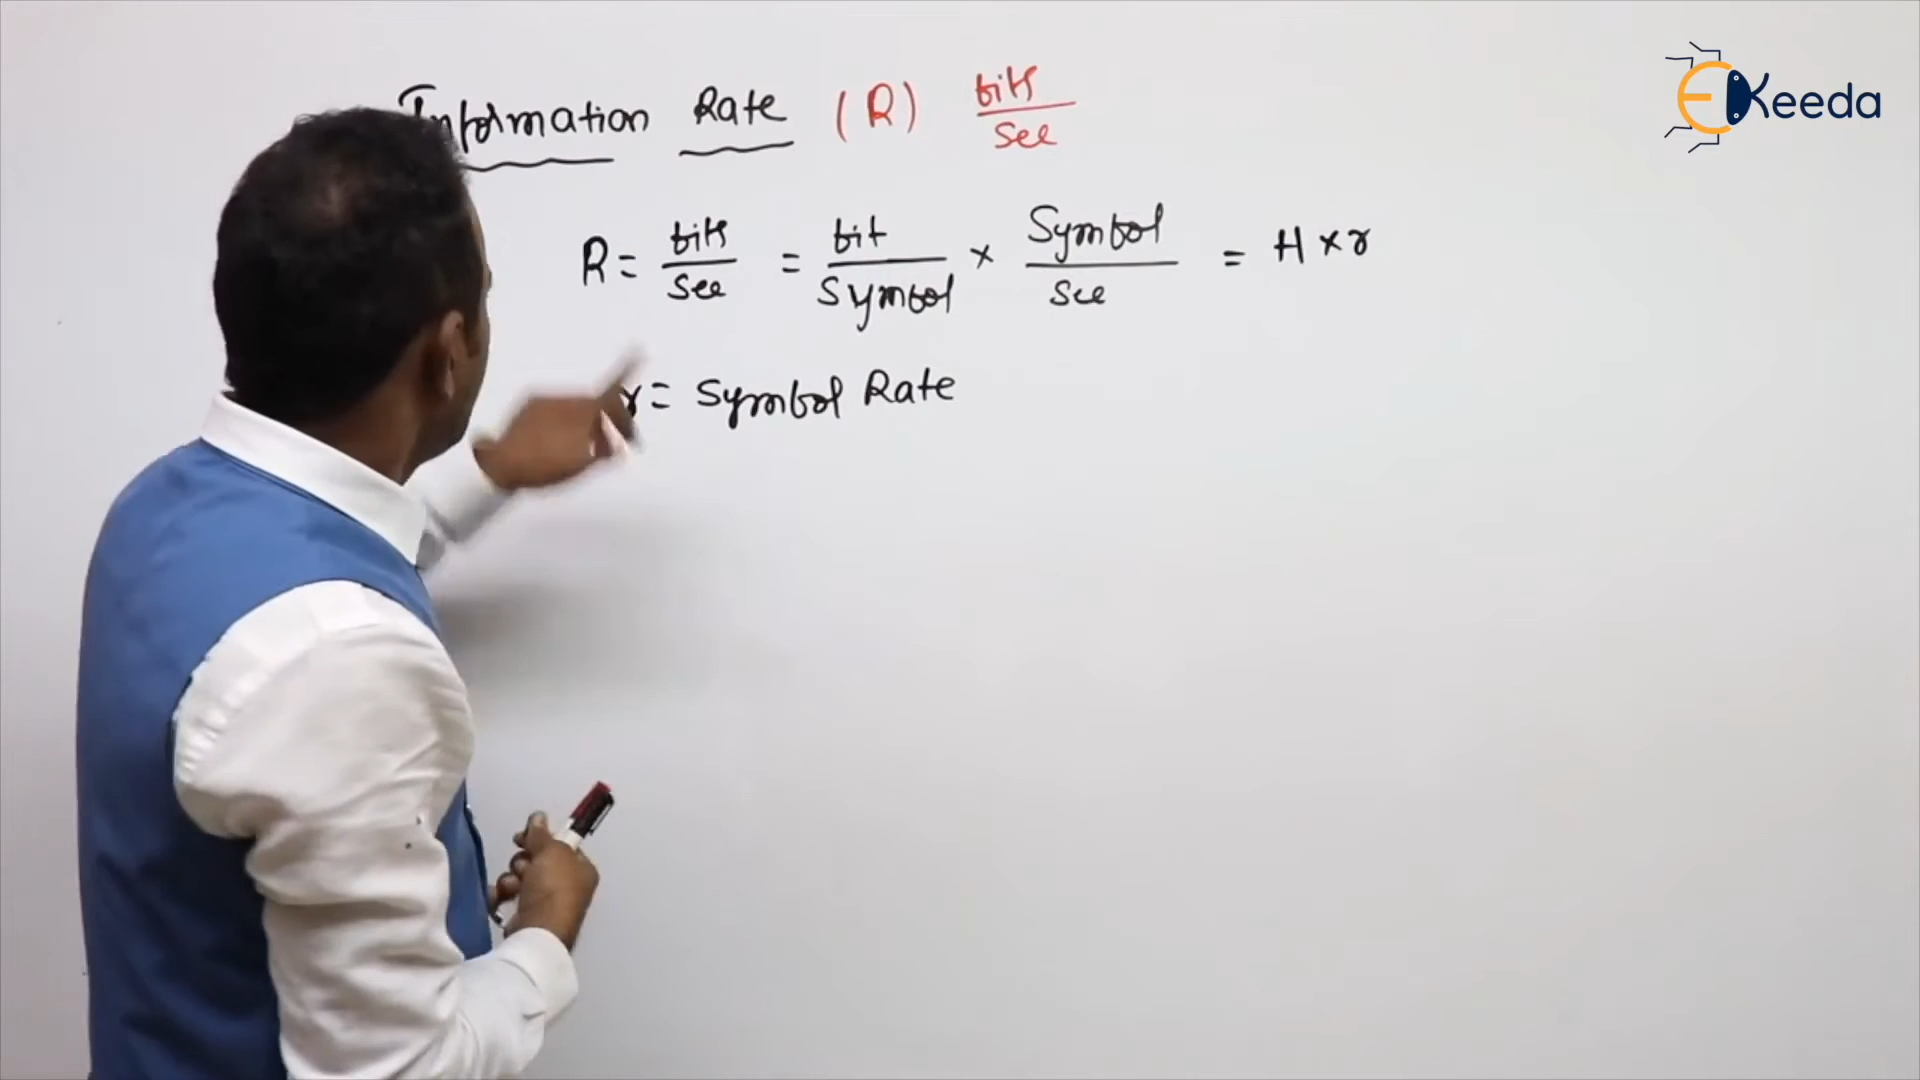 Information Rate (R) bits/sec
EKeeda
R = bits/sec = bit/symbol × Symbol/sec = H × r
r = Symbol Rate